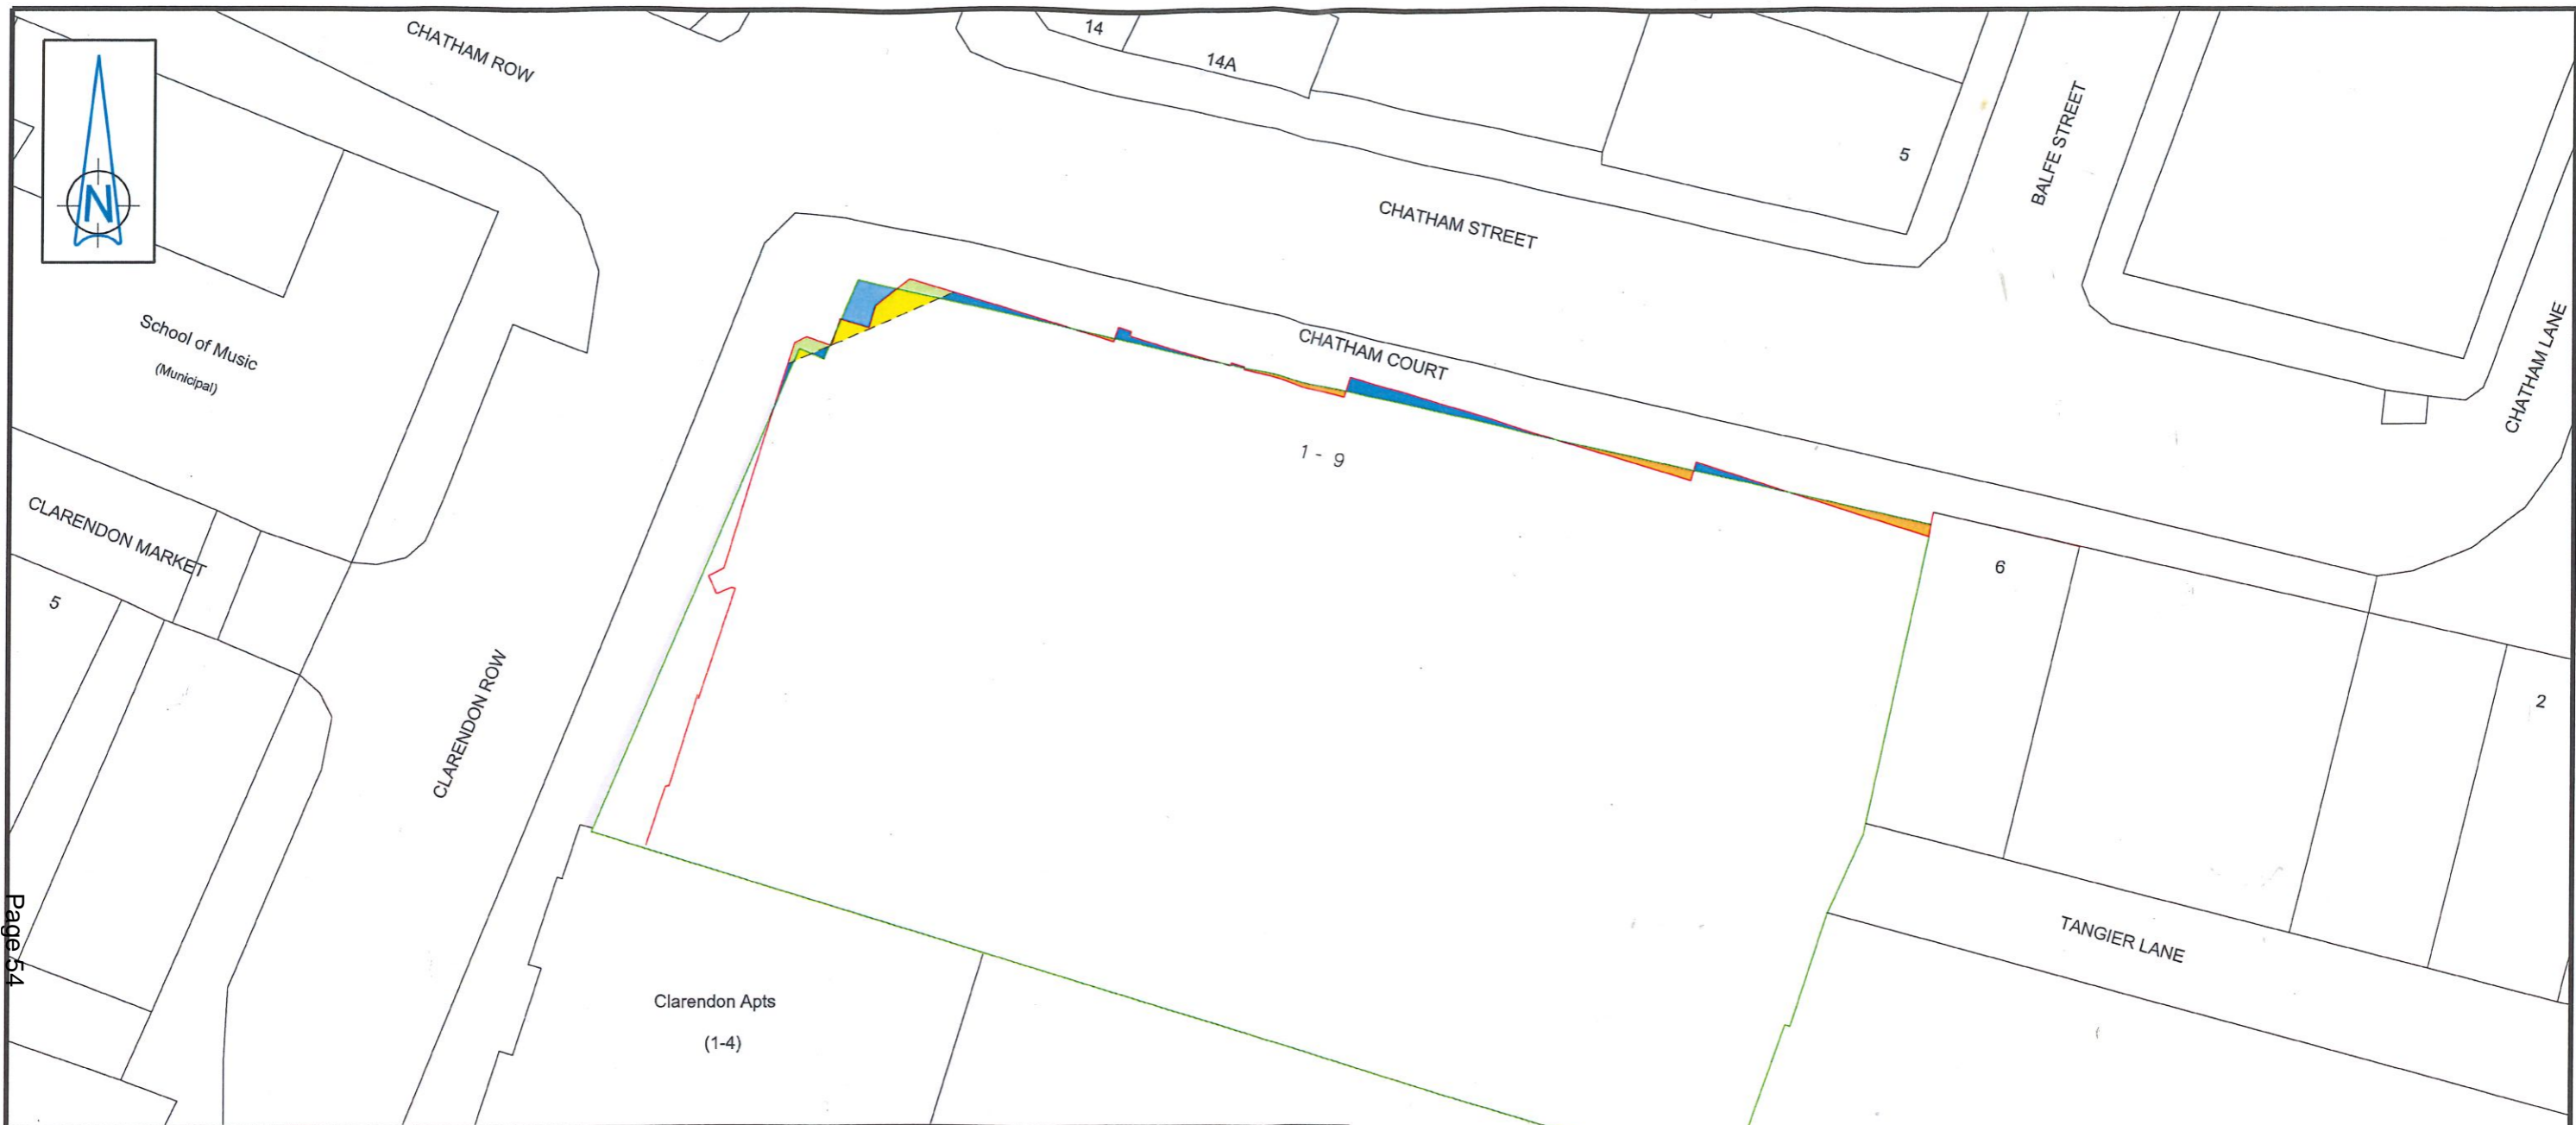 CHATHAM ROW
14
14A
N
5
BALFE STREET
CHATHAM STREET
School of Music
(Municipal)
CHATHAM COURT
CHATHAM LANE
1 - 9
CLARENDON MARKET
5
6
CLARENDON ROW
2
TANGIER LANE
Clarendon Apts
(1-4)
Page 54